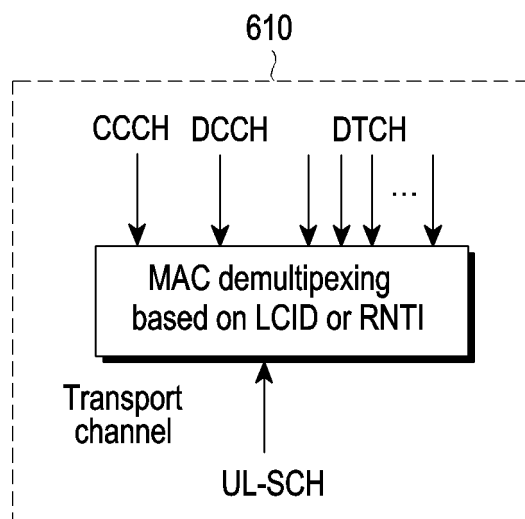 610
CCCH DCCH DTCH
...
MAC demultipexing
based on LCID or RNTI
Transport
channel
UL-SCH